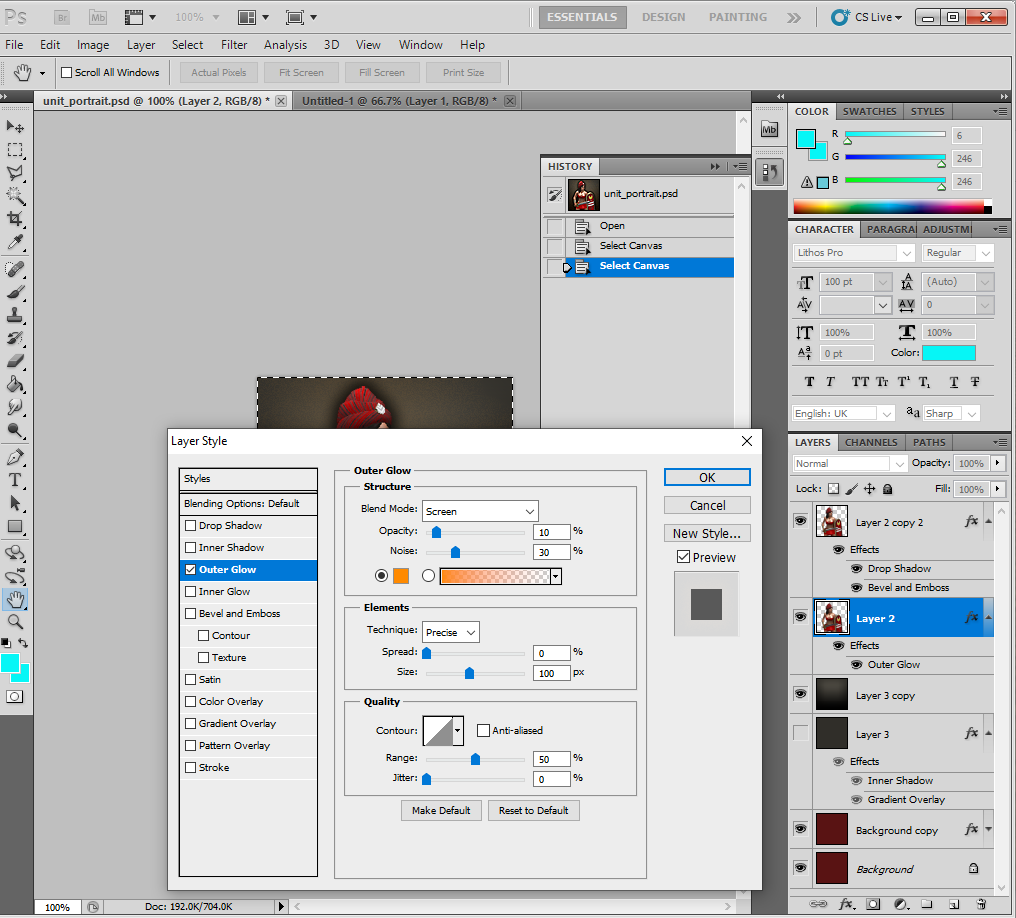 Ps Br Mb 100% ESSENTIALS DESIGN PAINTING CS Live
File Edit Image Layer Select Filter Analysis 3D View Window Help
Scroll All Windows Actual Pixels Fit Screen Fill Screen Print Size
unit_portrait.psd @ 100% (Layer 2, RGB/8) * Untitled-1 @ 66.7% (Layer 1, RGB/8) *
HISTORY
unit_portrait.psd
Open
Select Canvas
Select Canvas
Mb
COLOR SWATCHES STYLES
R 6
G 246
B 246
CHARACTER PARAGRA ADJUSTMI
Lithos Pro Regular
100 pt (Auto)
0
100% 100%
0 pt Color:
T T TT Tr T¹ T₁ T T
English: UK aa Sharp
LAYERS CHANNELS PATHS
Normal Opacity: 100%
Lock: Fill: 100%
Layer 2 copy 2 fx
Effects
Drop Shadow
Bevel and Emboss
Layer 2 fx
Effects
Outer Glow
Layer 3 copy
Layer 3 fx
Effects
Inner Shadow
Gradient Overlay
Background copy fx
Background
fx
Layer Style
Styles
Blending Options: Default
Drop Shadow
Inner Shadow
Outer Glow
Inner Glow
Bevel and Emboss
Contour
Texture
Satin
Color Overlay
Gradient Overlay
Pattern Overlay
Stroke
Outer Glow
Structure
Blend Mode: Screen
Opacity: 10 %
Noise: 30 %
Elements
Technique: Precise
Spread: 0 %
Size: 100 px
Quality
Contour: Anti-aliased
Range: 50 %
Jitter: 0 %
Make Default Reset to Default
OK
Cancel
New Style...
Preview
100% Doc: 192.0K/704.0K